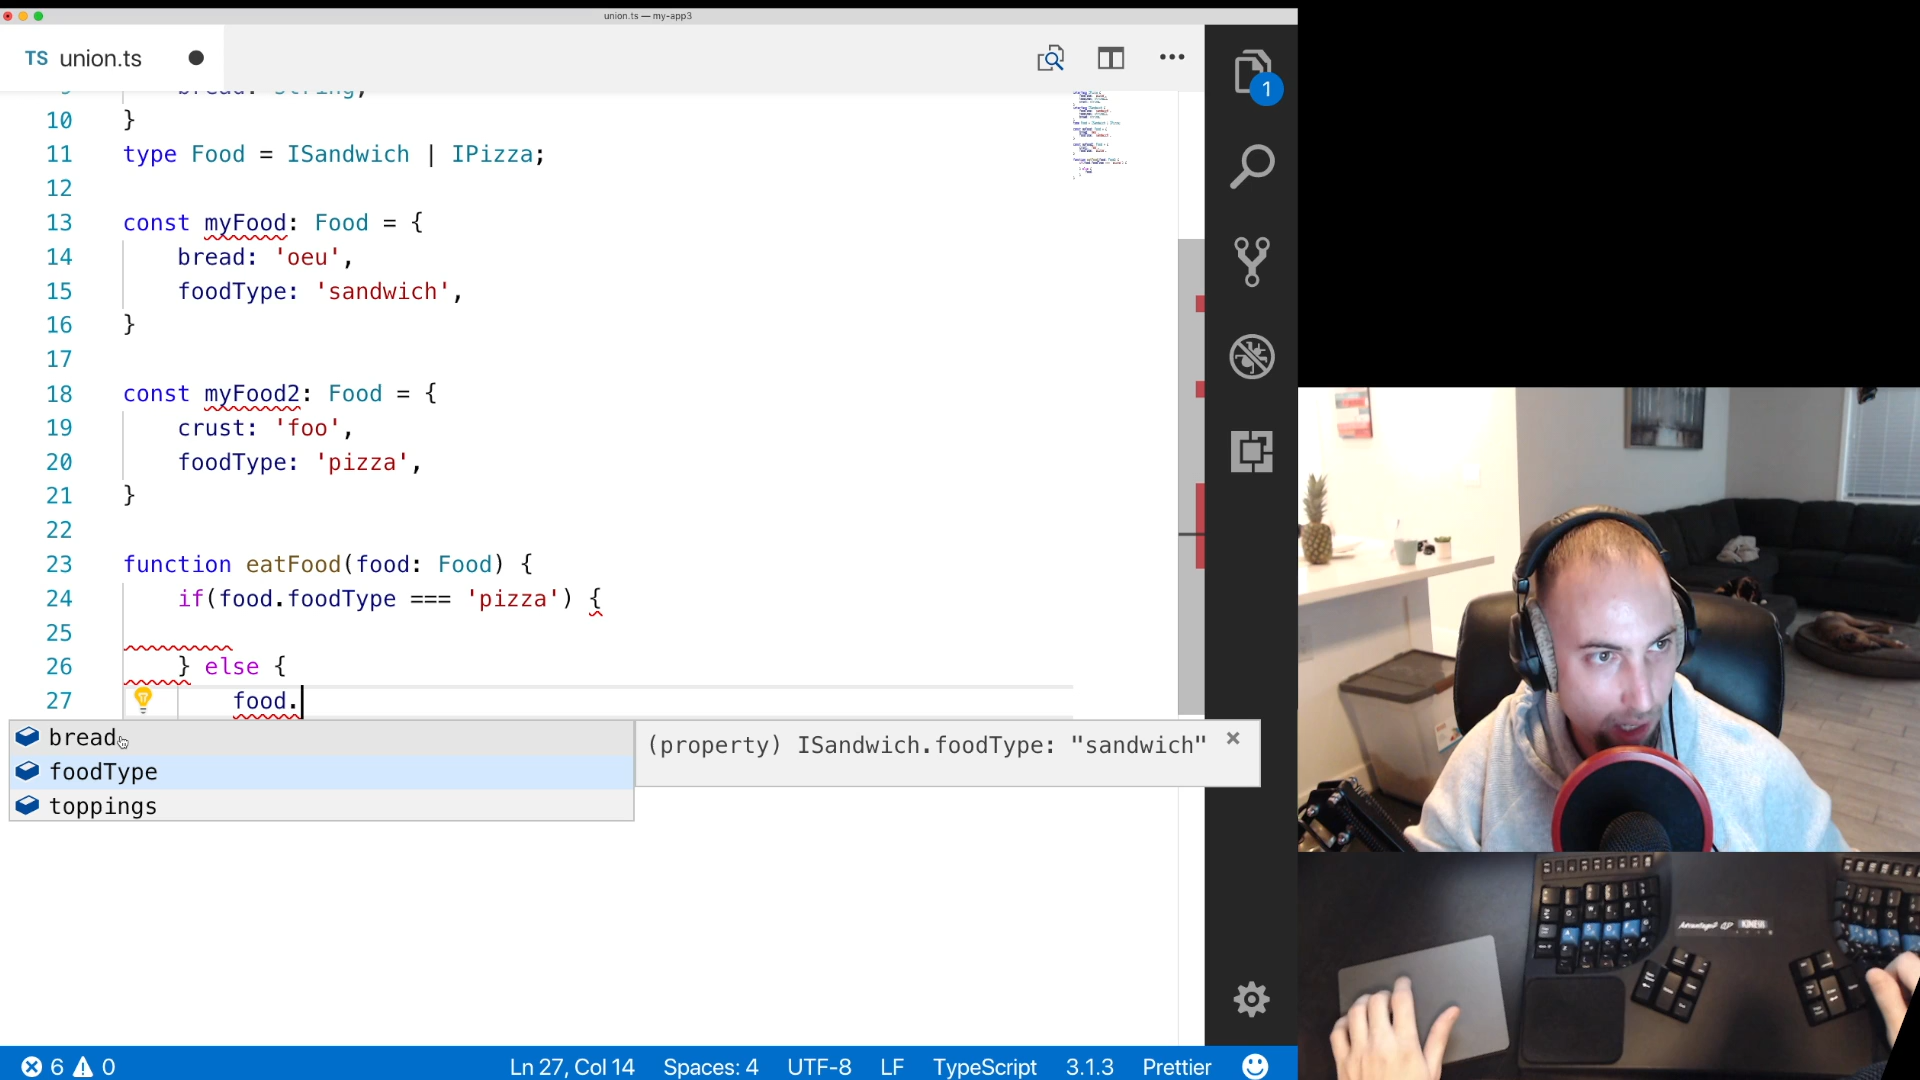 union.ts — my-app3
TS union.ts
1
9 bread: String;
10 }
11 type Food = ISandwich | IPizza;
12
13 const myFood: Food = {
14 bread: 'oeu',
15 foodType: 'sandwich',
16 }
17
18 const myFood2: Food = {
19 crust: 'foo',
20 foodType: 'pizza',
21 }
22
23 function eatFood(food: Food) {
24 if(food.foodType === 'pizza') {
25
26 } else {
27 food.
bread
foodType
toppings
(property) ISandwich.foodType: "sandwich" ×
6 0 Ln 27, Col 14 Spaces: 4 UTF-8 LF TypeScript 3.1.3 Prettier